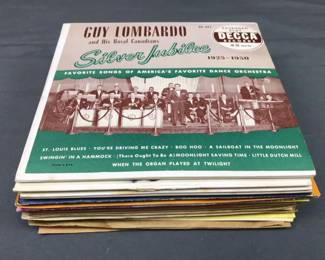 GUY LOMBARDO
and His Royal Canadians
DECCA
Silver Jubilee
1925-1950
FAVORITE SONGS OF AMERICA'S FAVORITE DANCE ORCHESTRA
ST. LOUIS BLUES · YOU'RE DRIVING ME CRAZY · BOO HOO · A SAILBOAT IN THE MOONLIGHT
SWINGIN' IN A HAMMOCK · (There Ought To Be A) MOONLIGHT SAVING TIME · LITTLE DUTCH MILL
WHEN THE ORGAN PLAYED AT TWILIGHT